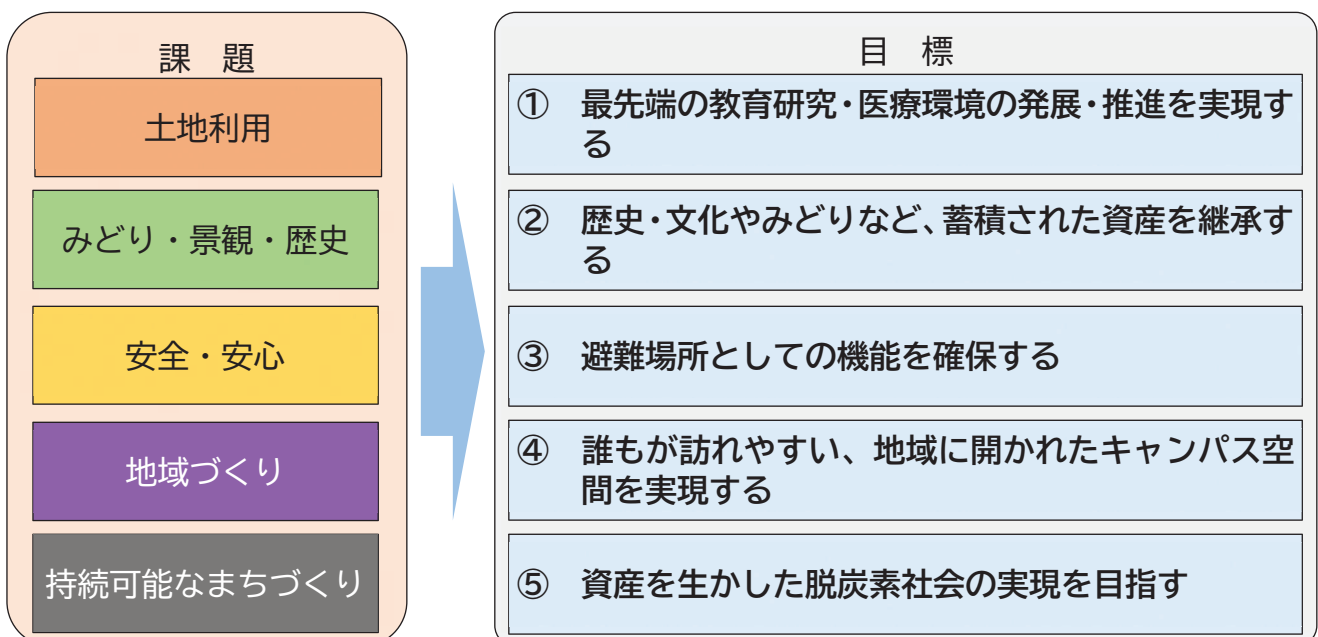 課　題
土地利用
みどり・景観・歴史
安全・安心
地域づくり
持続可能なまちづくり
目　標
①　最先端の教育研究・医療環境の発展・推進を実現す
る
②　歴史・文化やみどりなど、蓄積された資産を継承す
る
③　避難場所としての機能を確保する
④　誰もが訪れやすい、地域に開かれたキャンパス空
間を実現する
⑤　資産を生かした脱炭素社会の実現を目指す